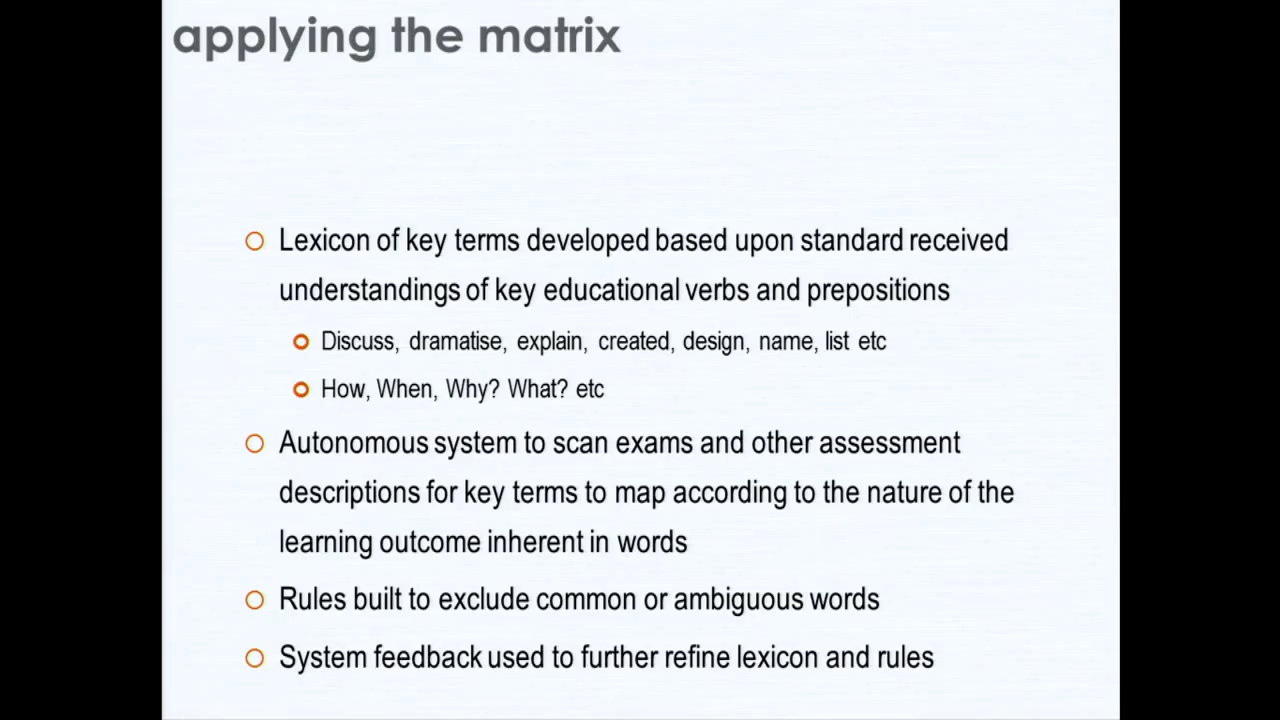 applying the matrix
Lexicon of key terms developed based upon standard received
understandings of key educational verbs and prepositions
Discuss, dramatise, explain, created, design, name, list etc
How, When, Why? What? etc
Autonomous system to scan exams and other assessment
descriptions for key terms to map according to the nature of the
learning outcome inherent in words
Rules built to exclude common or ambiguous words
System feedback used to further refine lexicon and rules